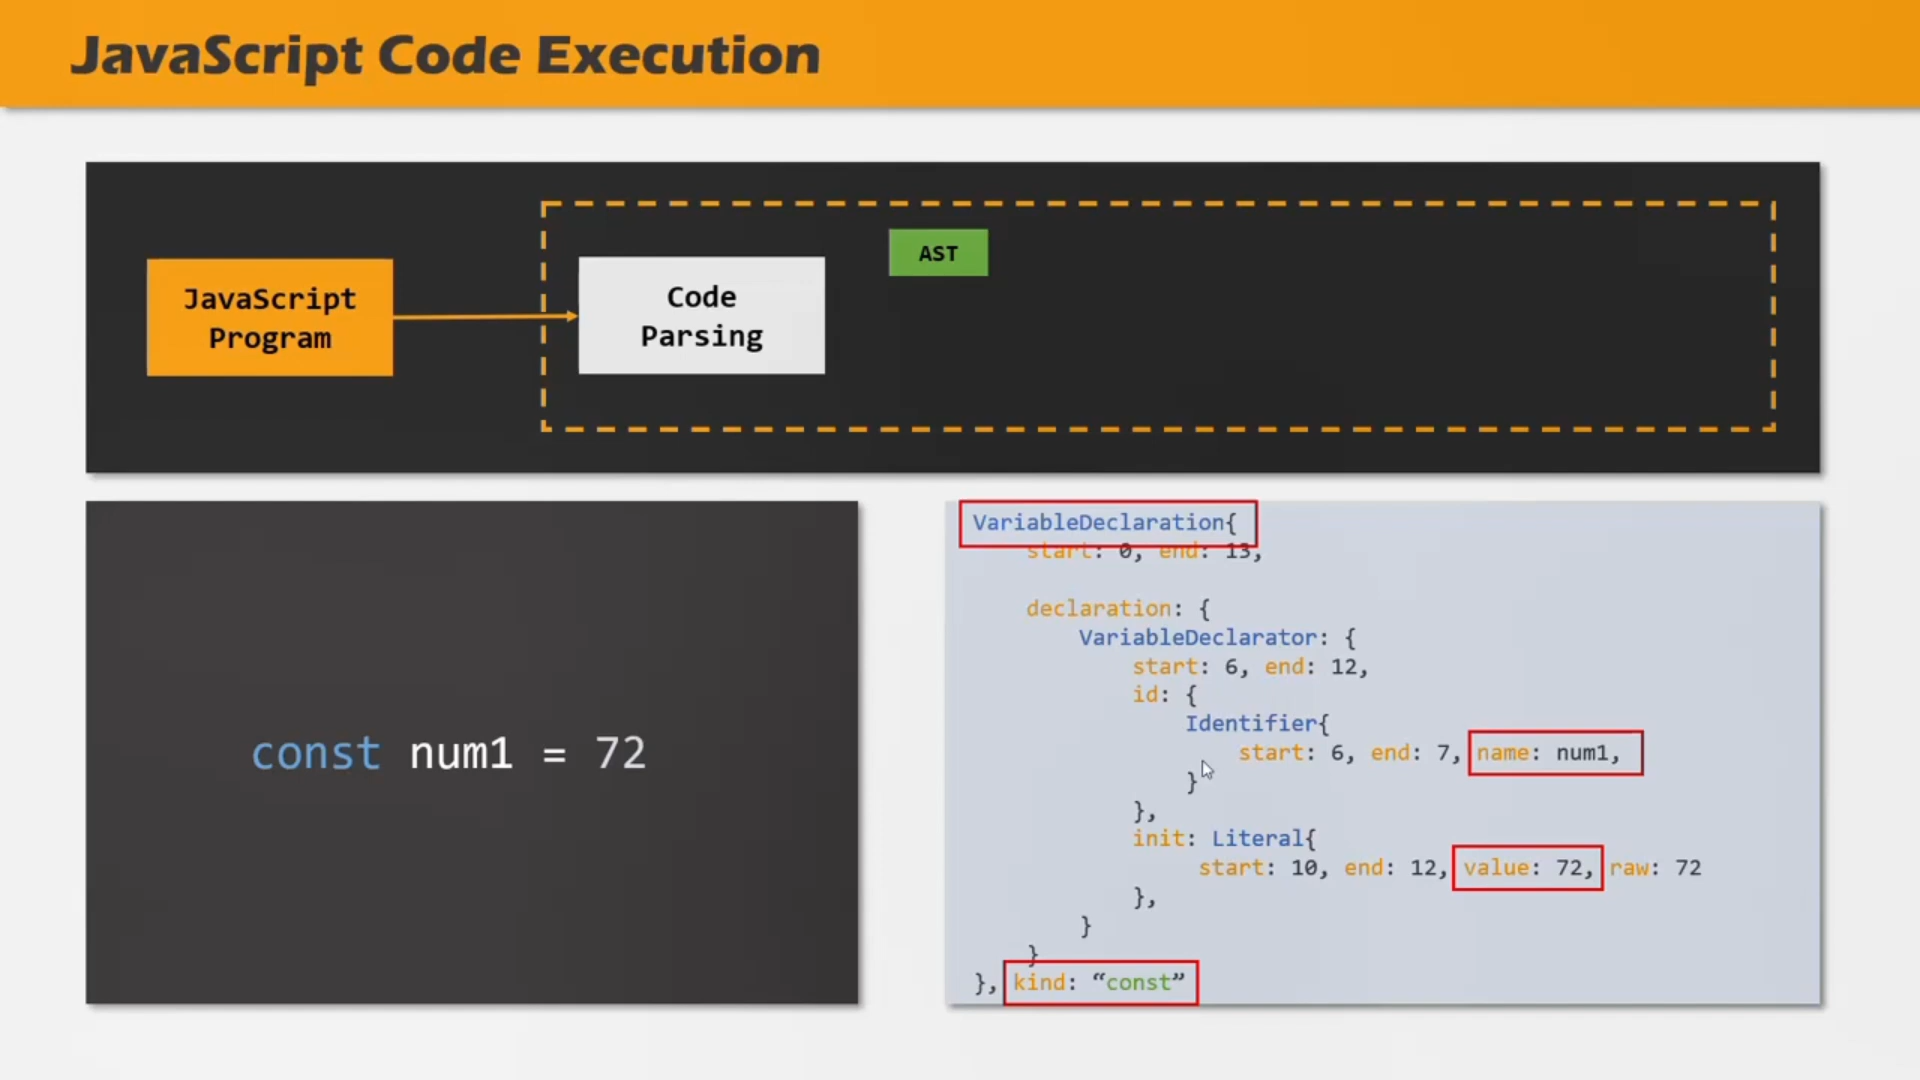 JavaScript Code Execution
JavaScript
Program
Code
Parsing
AST
const num1 = 72
VariableDeclaration{
start: 0, end: 13,
declaration: {
VariableDeclarator: {
start: 6, end: 12,
id: {
Identifier{
start: 6, end: 7, name: num1,
}
},
init: Literal{
start: 10, end: 12, value: 72, raw: 72
},
}
}
}, kind: “const”